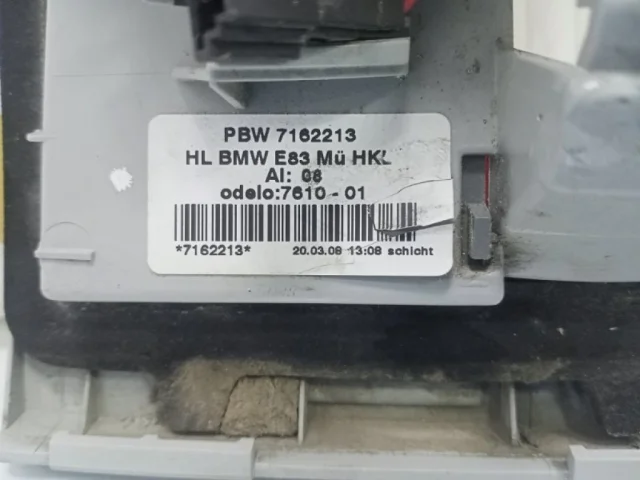 PBW 7162213
HL BMW E83 Mü HKL
AI: 08
odelo:7610 - 01
*7162213* 20.03.08 13:08 schicht